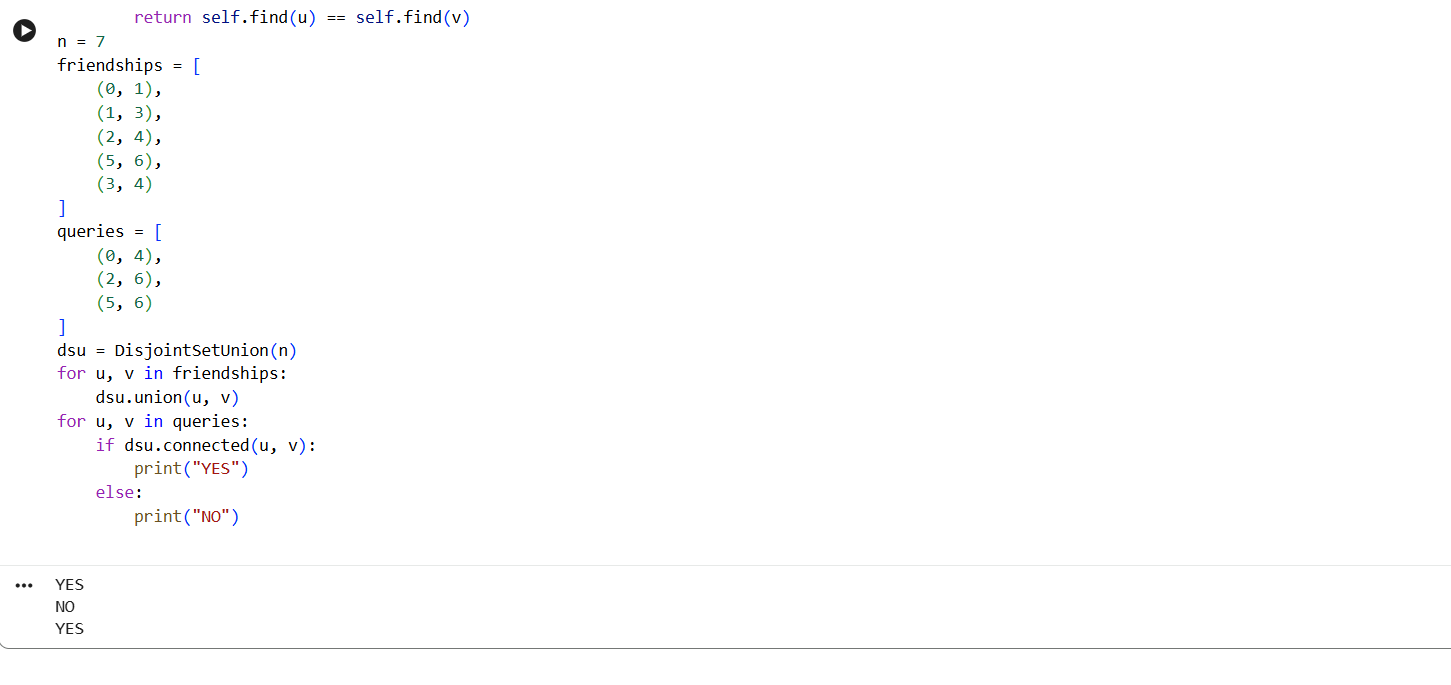 return self.find(u) == self.find(v)
n = 7
friendships = [
    (0, 1),
    (1, 3),
    (2, 4),
    (5, 6),
    (3, 4)
]
queries = [
    (0, 4),
    (2, 6),
    (5, 6)
]
dsu = DisjointSetUnion(n)
for u, v in friendships:
    dsu.union(u, v)
for u, v in queries:
    if dsu.connected(u, v):
        print("YES")
    else:
        print("NO")
YES
NO
YES